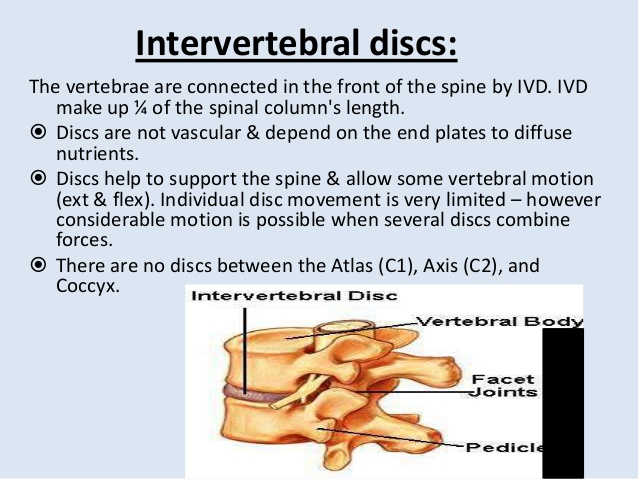 Intervertebral discs:
The vertebrae are connected in the front of the spine by IVD. IVD
make up ¼ of the spinal column's length.
⦿ Discs are not vascular & depend on the end plates to diffuse
nutrients.
⦿ Discs help to support the spine & allow some vertebral motion
(ext & flex). Individual disc movement is very limited – however
considerable motion is possible when several discs combine
forces.
⦿ There are no discs between the Atlas (C1), Axis (C2), and
Coccyx.
Intervertebral Disc
Vertebral Body
Facet
Joints
Pedicle